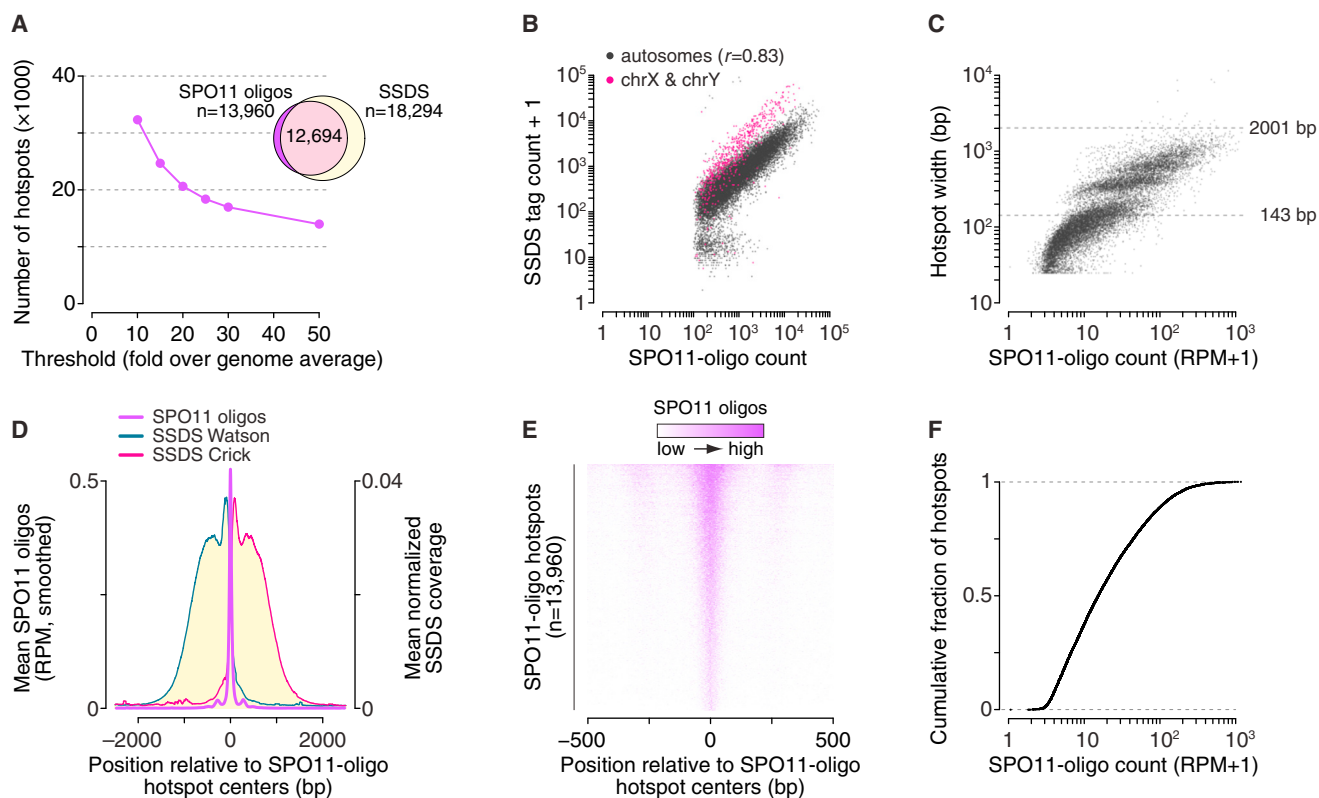 A
Number of hotspots (×1000)
40
20
0
0
10
20
30
40
50
Threshold (fold over genome average)
SPO11 oligos
n=13,960
SSDS
n=18,294
12,694
B
autosomes (r=0.83)
chrX & chrY
SSDS tag count + 1
10⁵
10⁴
10³
10²
10
1
1
10
10²
10³
10⁴
10⁵
SPO11-oligo count
C
Hotspot width (bp)
10⁴
10³
10²
10
2001 bp
143 bp
1
10
10²
10³
SPO11-oligo count (RPM+1)
D
SPO11 oligos
SSDS Watson
SSDS Crick
Mean SPO11 oligos
(RPM, smoothed)
0.5
0
0.04
0
Mean normalized
SSDS coverage
−2000
0
2000
Position relative to SPO11-oligo
hotspot centers (bp)
E
SPO11 oligos
low
high
SPO11-oligo hotspots
(n=13,960)
−500
0
500
Position relative to SPO11-oligo
hotspot centers (bp)
F
Cumulative fraction of hotspots
1
0.5
0
1
10
10²
10³
SPO11-oligo count (RPM+1)